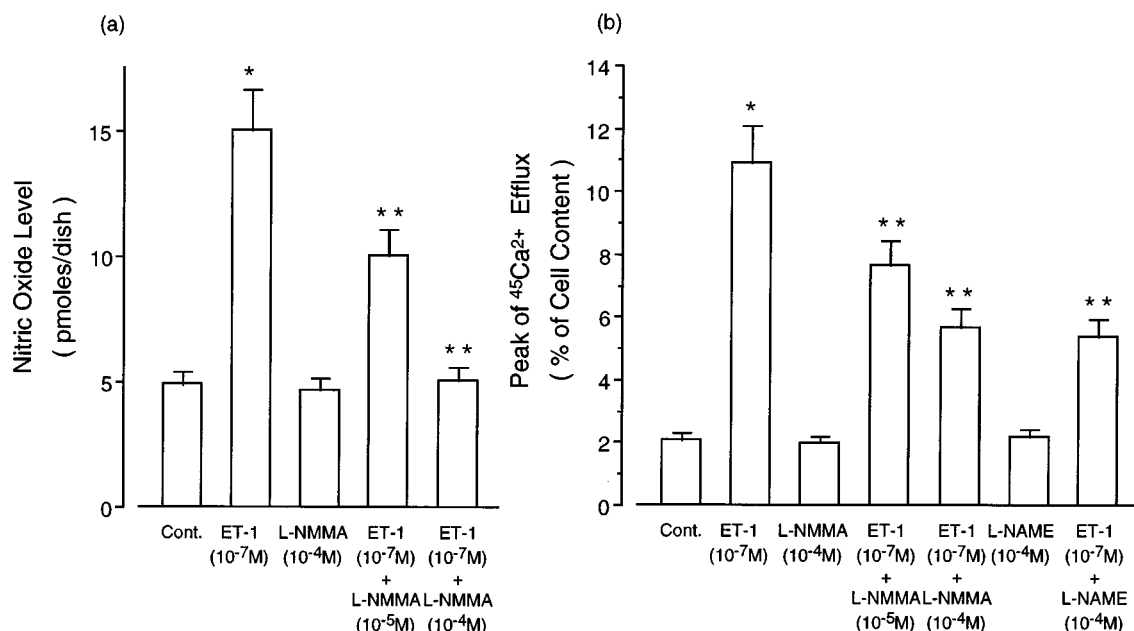 (a)
Nitric Oxide Level
( pmoles/dish )
15
10
5
0
*
**
**
Cont.
ET-1
(10-7M)
L-NMMA
(10-4M)
ET-1
(10-7M)
+
L-NMMA
(10-5M)
ET-1
(10-7M)
+
L-NMMA
(10-4M)
(b)
Peak of 45Ca2+ Efflux
( % of Cell Content )
14
12
10
8
6
4
2
0
*
**
**
**
Cont.
ET-1
(10-7M)
L-NMMA
(10-4M)
ET-1
(10-7M)
+
L-NMMA
(10-5M)
ET-1
(10-7M)
+
L-NMMA
(10-4M)
L-NAME
(10-4M)
ET-1
(10-7M)
+
L-NAME
(10-4M)